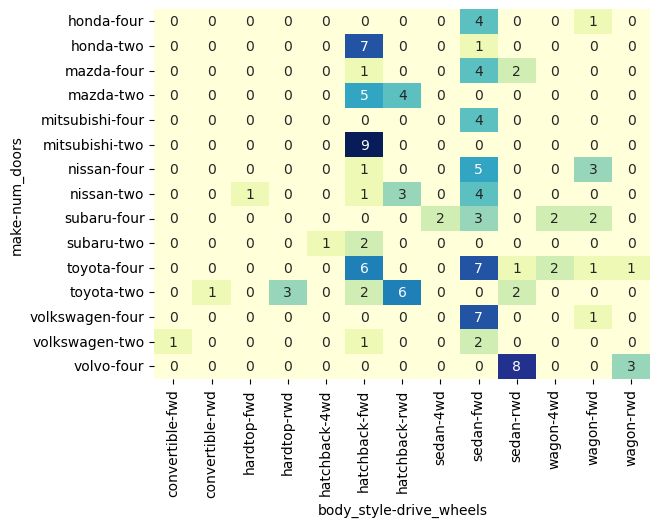 make-num_doors
honda-four 0 0 0 0 0 0 0 0 4 0 0 1 0
honda-two 0 0 0 0 0 7 0 0 1 0 0 0 0
mazda-four 0 0 0 0 0 1 0 0 4 2 0 0 0
mazda-two 0 0 0 0 0 5 4 0 0 0 0 0 0
mitsubishi-four 0 0 0 0 0 0 0 0 4 0 0 0 0
mitsubishi-two 0 0 0 0 0 9 0 0 0 0 0 0 0
nissan-four 0 0 0 0 0 1 0 0 5 0 0 3 0
nissan-two 0 0 1 0 0 1 3 0 4 0 0 0 0
subaru-four 0 0 0 0 0 0 0 2 3 0 2 2 0
subaru-two 0 0 0 0 1 2 0 0 0 0 0 0 0
toyota-four 0 0 0 0 0 6 0 0 7 1 2 1 1
toyota-two 0 1 0 3 0 2 6 0 0 2 0 0 0
volkswagen-four 0 0 0 0 0 0 0 0 7 0 0 1 0
volkswagen-two 1 0 0 0 0 1 0 0 2 0 0 0 0
volvo-four 0 0 0 0 0 0 0 0 0 8 0 0 3
convertible-fwd
convertible-rwd
hardtop-fwd
hardtop-rwd
hatchback-4wd
hatchback-fwd
hatchback-rwd
sedan-4wd
sedan-fwd
sedan-rwd
wagon-4wd
wagon-fwd
wagon-rwd
body_style-drive_wheels